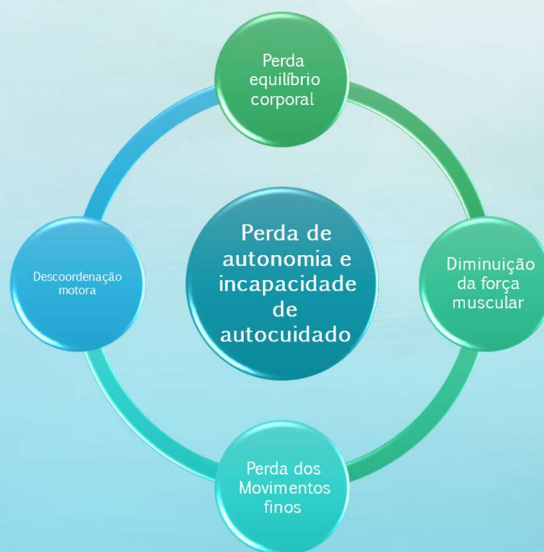 Perda
equilíbrio
corporal
Perda de
autonomia e
incapacidade
de
autocuidado
Descoordenação
motora
Diminuição
da força
muscular
Perda dos
Movimentos
finos